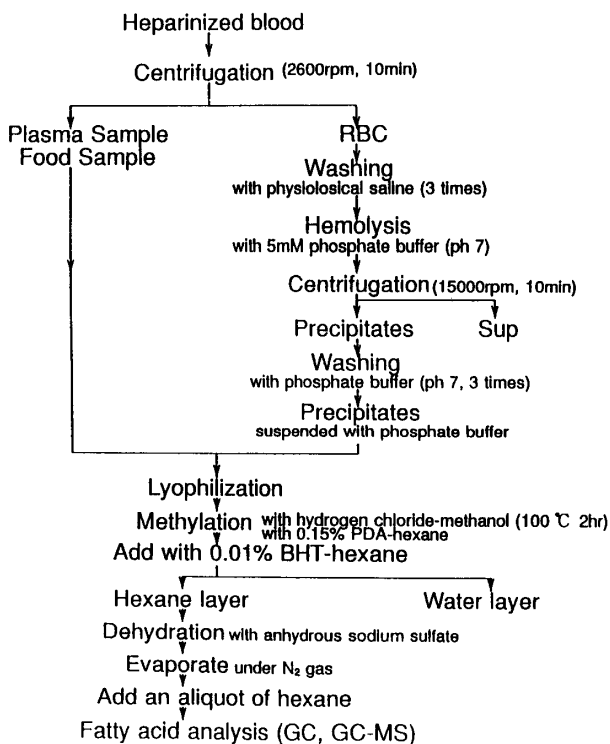 Heparinized blood
Centrifugation (2600rpm, 10min)
Plasma Sample
Food Sample
RBC
Washing
with physiolosical saline (3 times)
Hemolysis
with 5mM phosphate buffer (ph 7)
Centrifugation (15000rpm, 10min)
Precipitates
Sup
Washing
with phosphate buffer (ph 7, 3 times)
Precipitates
suspended with phosphate buffer
Lyophilization
Methylation with hydrogen chloride-methanol (100 ℃ 2hr)
with 0.15% PDA-hexane
Add with 0.01% BHT-hexane
Hexane layer
Water layer
Dehydration with anhydrous sodium sulfate
Evaporate under N₂ gas
Add an aliquot of hexane
Fatty acid analysis (GC, GC-MS)